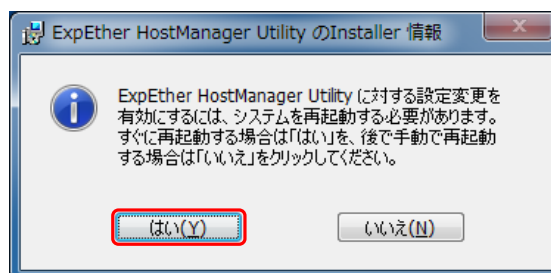 ExpEther HostManager Utility のInstaller 情報
ExpEther HostManager Utility に対する設定変更を
有効にするには、システムを再起動する必要があります。
すぐに再起動する場合は「はい」を、後で手動で再起動
する場合は「いいえ」をクリックしてください。
はい(Y)
いいえ(N)